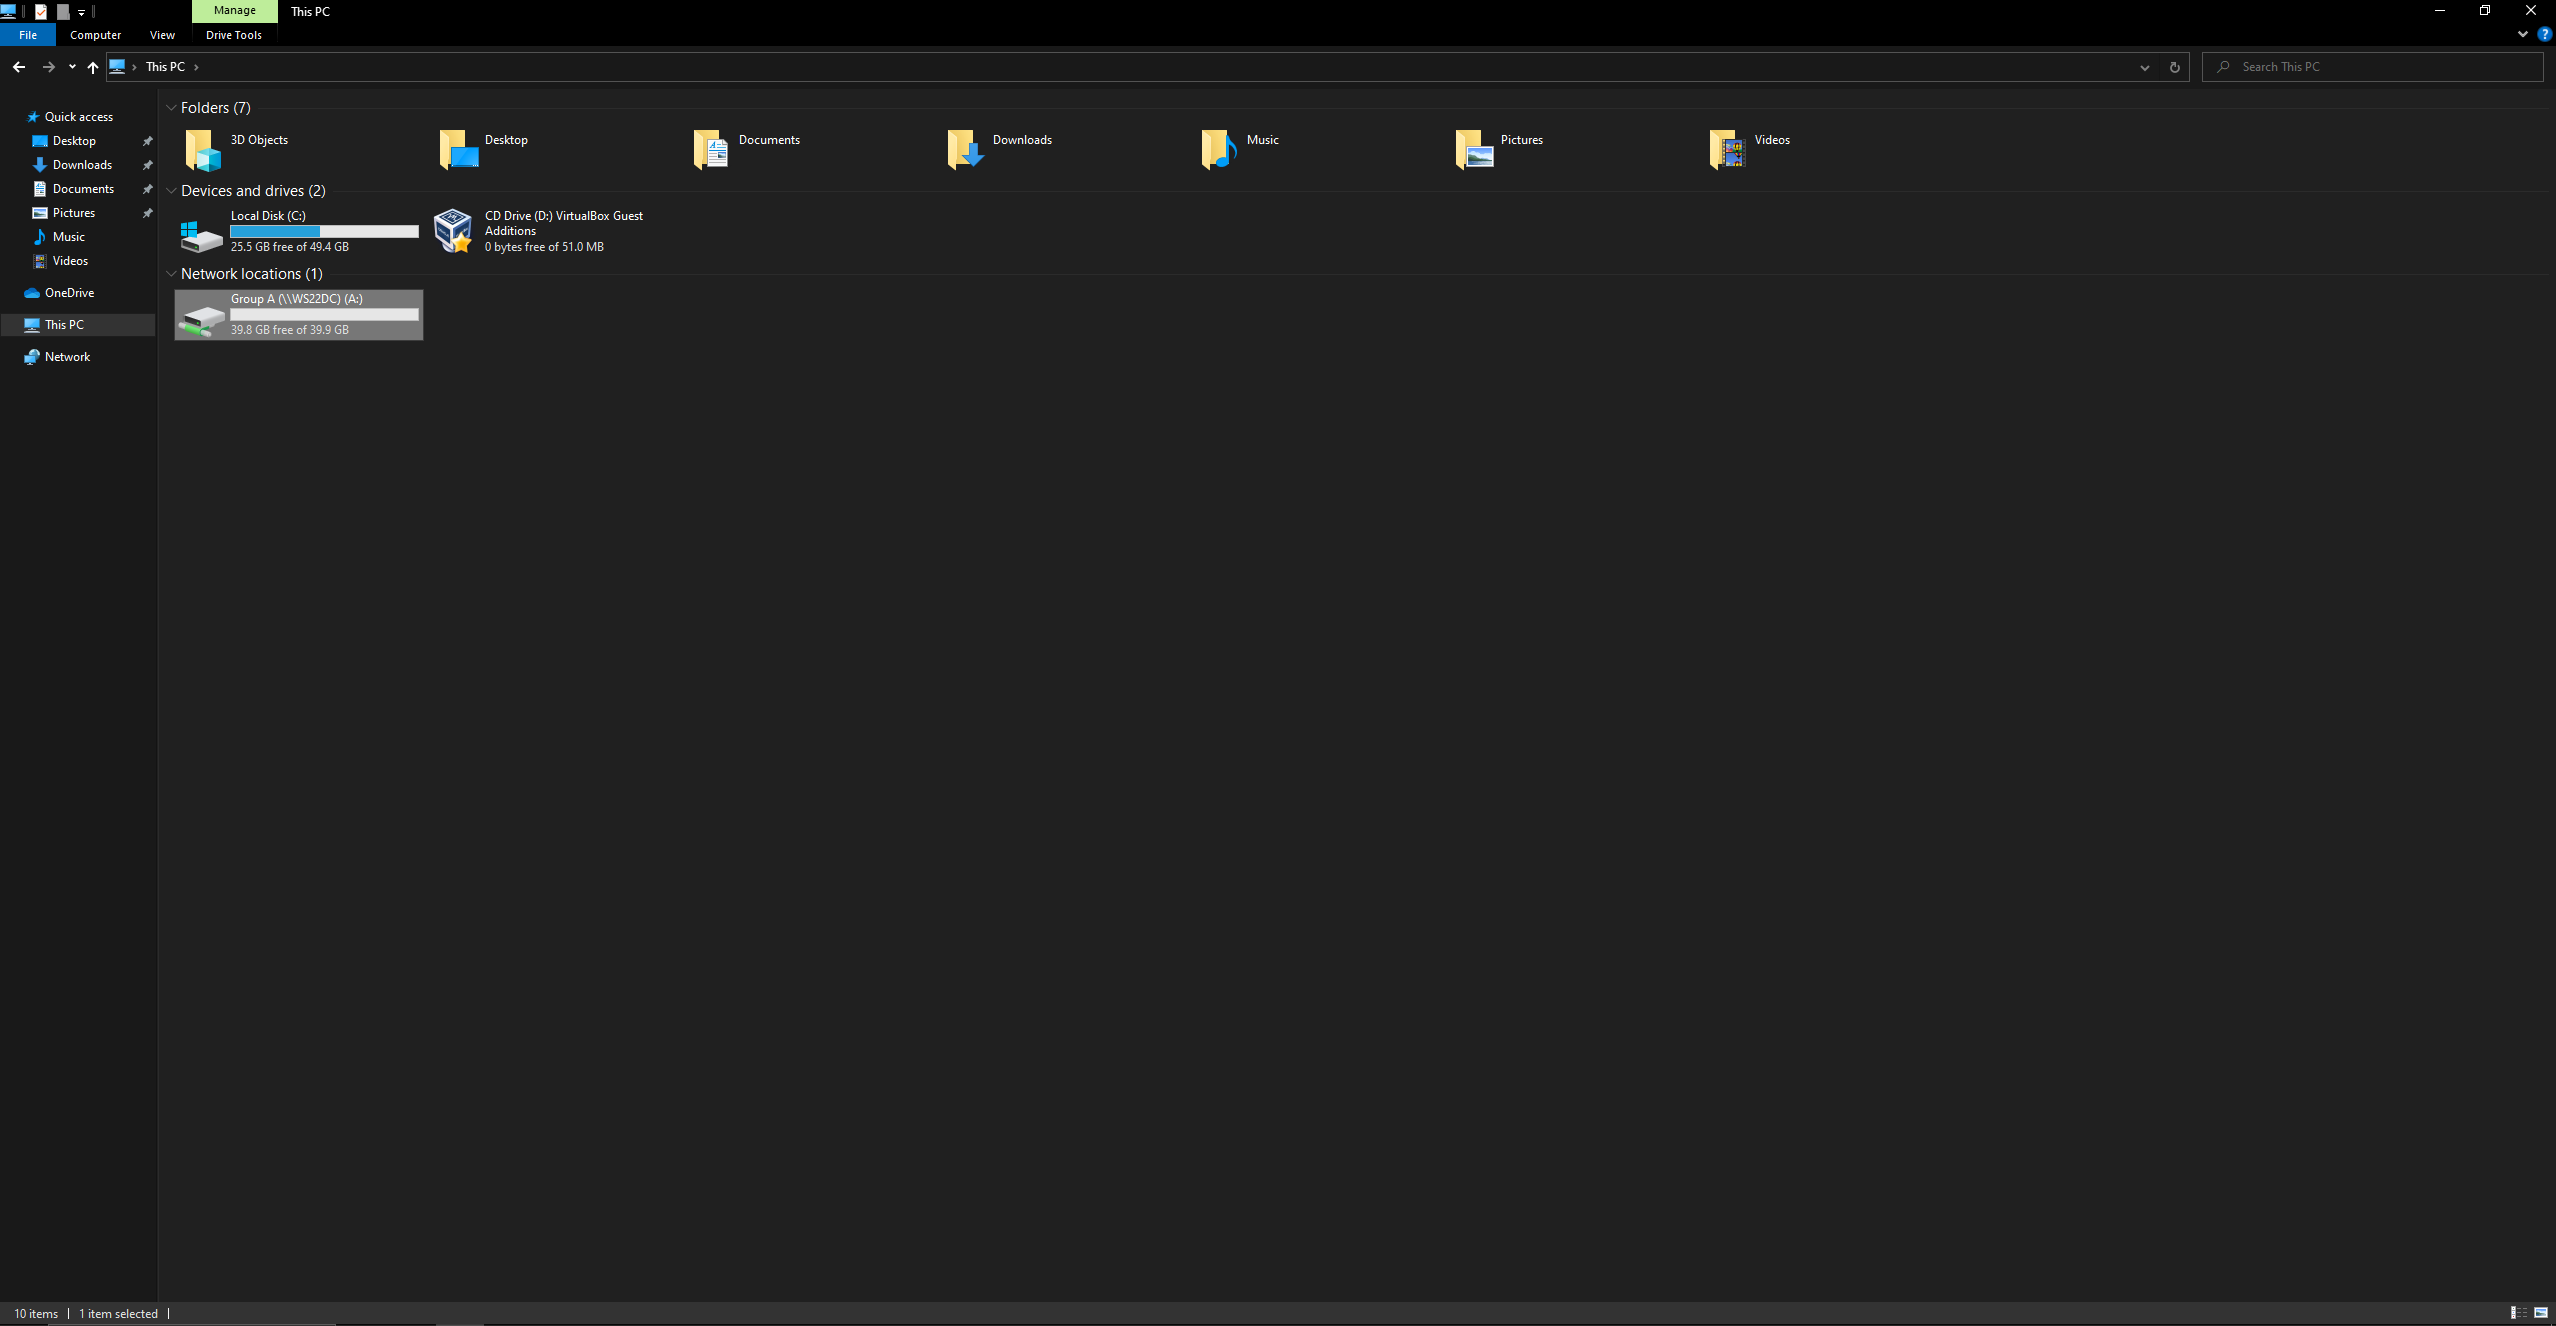 Manage
This PC
File
Computer
View
Drive Tools
This PC
Search This PC
Quick access
Desktop
Downloads
Documents
Pictures
Music
Videos
OneDrive
This PC
Network
Folders (7)
3D Objects
Desktop
Documents
Downloads
Music
Pictures
Videos
Devices and drives (2)
Local Disk (C:)
25.5 GB free of 49.4 GB
CD Drive (D:) VirtualBox Guest
Additions
0 bytes free of 51.0 MB
Network locations (1)
Group A (\\WS22DC) (A:)
39.8 GB free of 39.9 GB
10 items
1 item selected